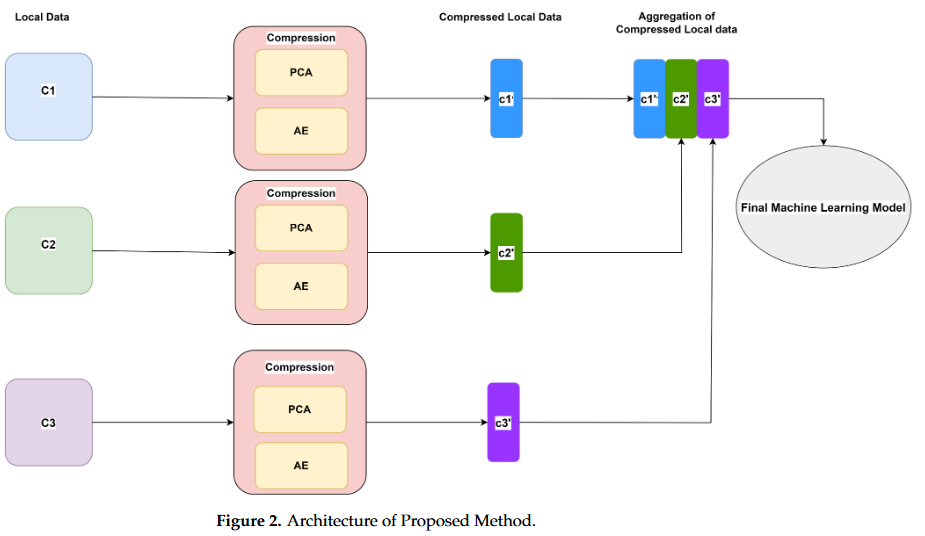 Local Data
Compressed Local Data
Aggregation of
Compressed Local data
C1
Compression
PCA
AE
c1'
c1'
c2'
c3'
Final Machine Learning Model
C2
Compression
PCA
AE
c2'
C3
Compression
PCA
AE
c3'
Figure 2. Architecture of Proposed Method.